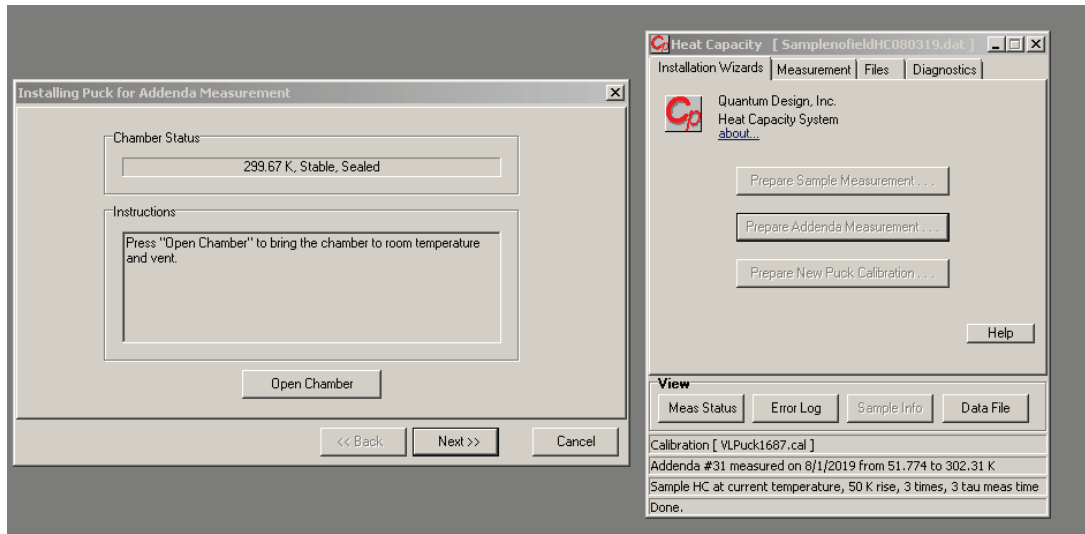 Installing Puck for Addenda Measurement
Chamber Status
299.67 K, Stable, Sealed
Instructions
Press "Open Chamber" to bring the chamber to room temperature
and vent.
Open Chamber
<< Back
Next >>
Cancel
Cp Heat Capacity [ SamplenofieldHC080319.dat ]
Installation Wizards
Measurement
Files
Diagnostics
Cp
Quantum Design, Inc.
Heat Capacity System
about...
Prepare Sample Measurement . . .
Prepare Addenda Measurement . . .
Prepare New Puck Calibration . . .
Help
View
Meas Status
Error Log
Sample Info
Data File
Calibration [ VLPuck1687.cal ]
Addenda #31 measured on 8/1/2019 from 51.774 to 302.31 K
Sample HC at current temperature, 50 K rise, 3 times, 3 tau meas time
Done.